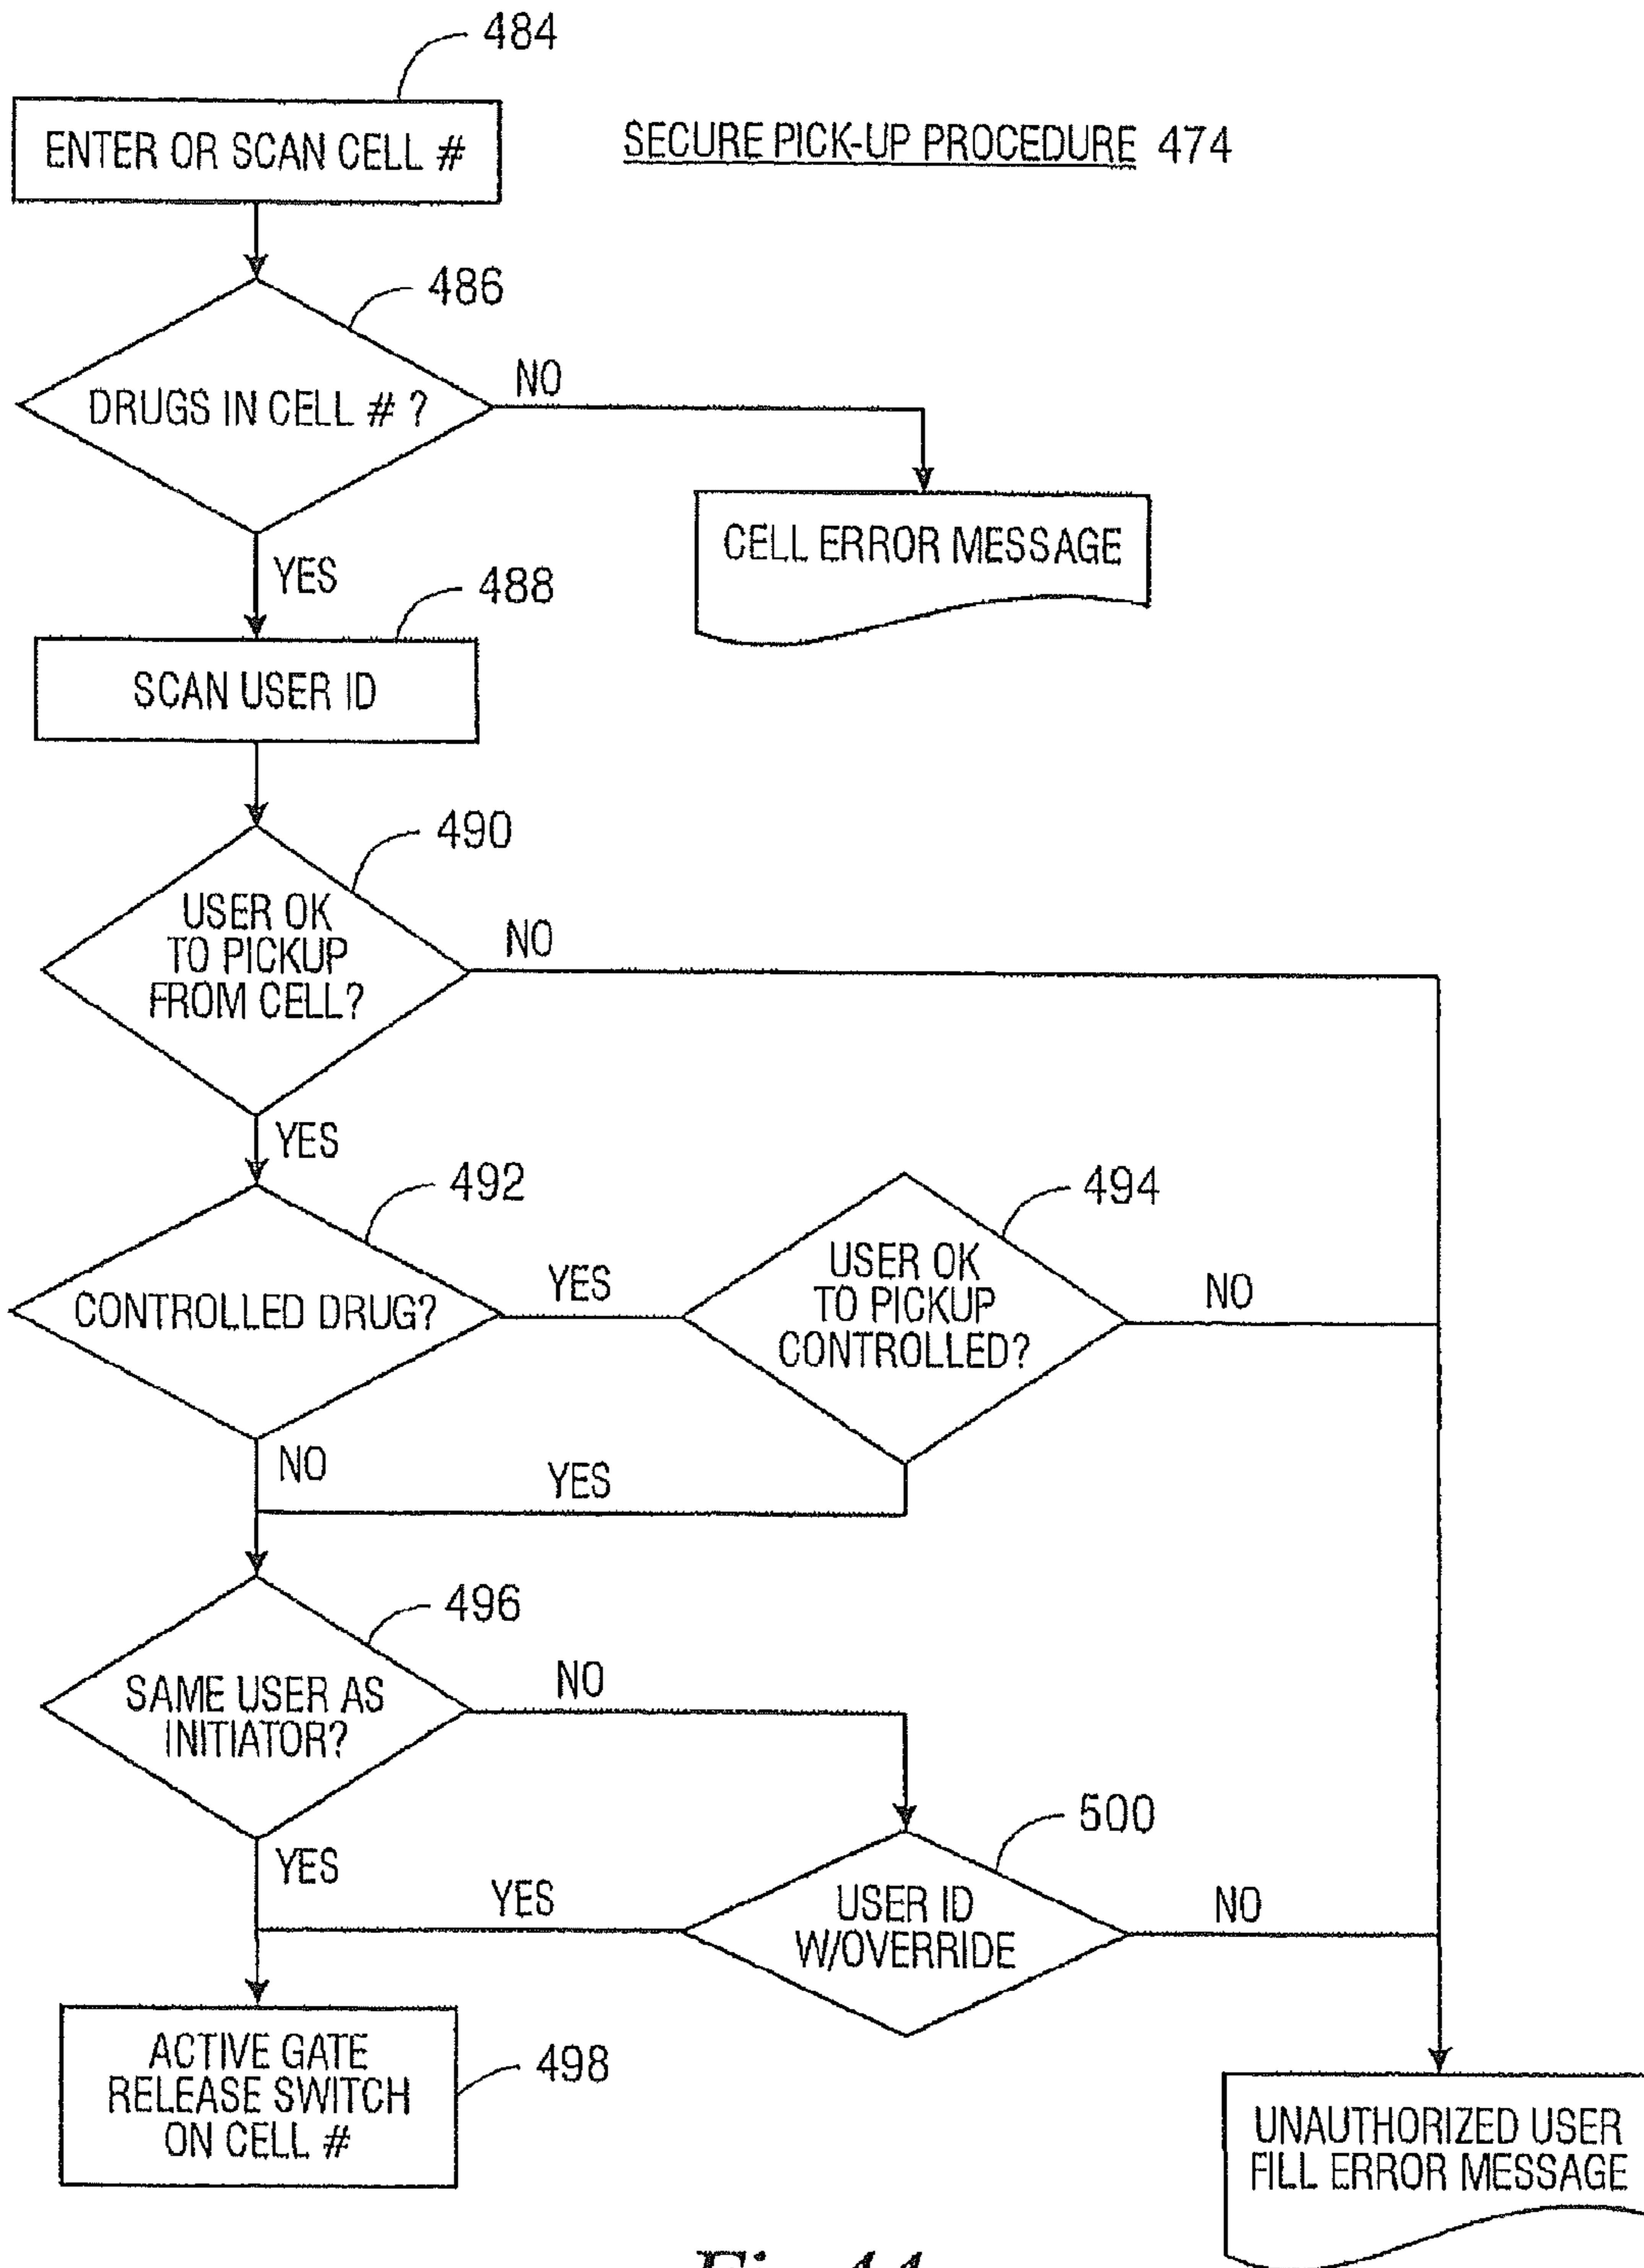 484
ENTER OR SCAN CELL #
SECURE PICK-UP PROCEDURE 474
486
DRUGS IN CELL # ?
NO
CELL ERROR MESSAGE
YES
488
SCAN USER ID
490
USER OK
TO PICKUP
FROM CELL?
NO
YES
492
CONTROLLED DRUG?
YES
494
USER OK
TO PICKUP
CONTROLLED?
NO
NO
YES
496
SAME USER AS
INITIATOR?
NO
YES
500
USER ID
W/OVERRIDE
YES
NO
ACTIVE GATE
RELEASE SWITCH
ON CELL #
498
UNAUTHORIZED USER
FILL ERROR MESSAGE